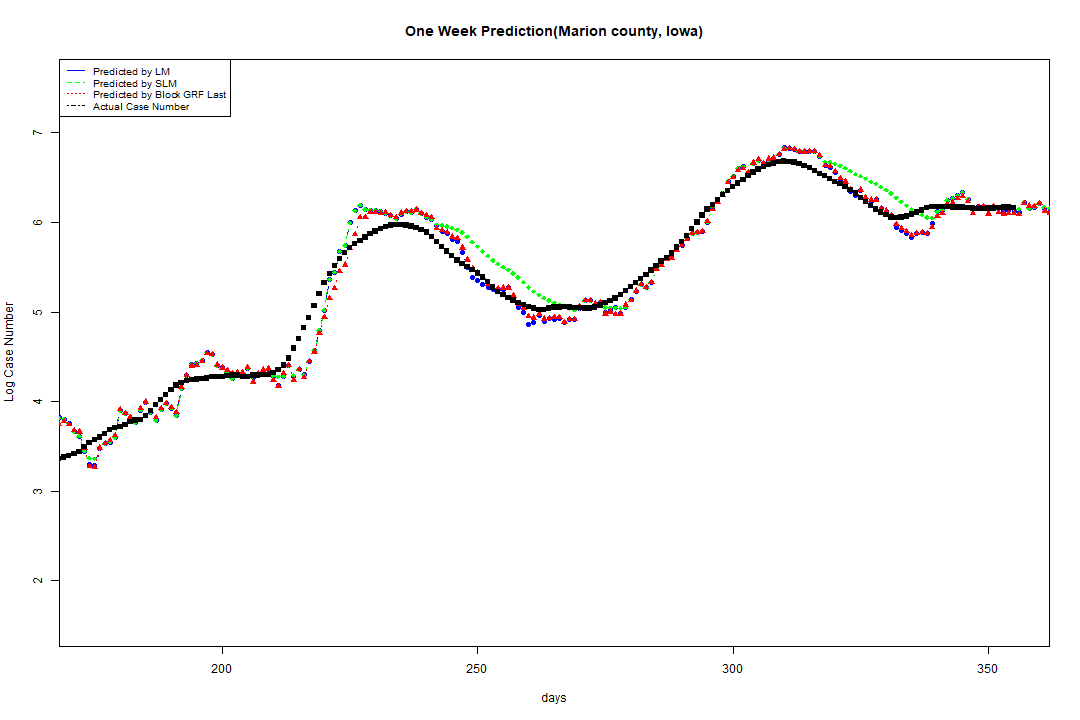 One Week Prediction(Marion county, Iowa)
Predicted by LM
Predicted by SLM
Predicted by Block GRF Last
Actual Case Number
Log Case Number
7
6
5
4
3
2
200
250
300
350
days